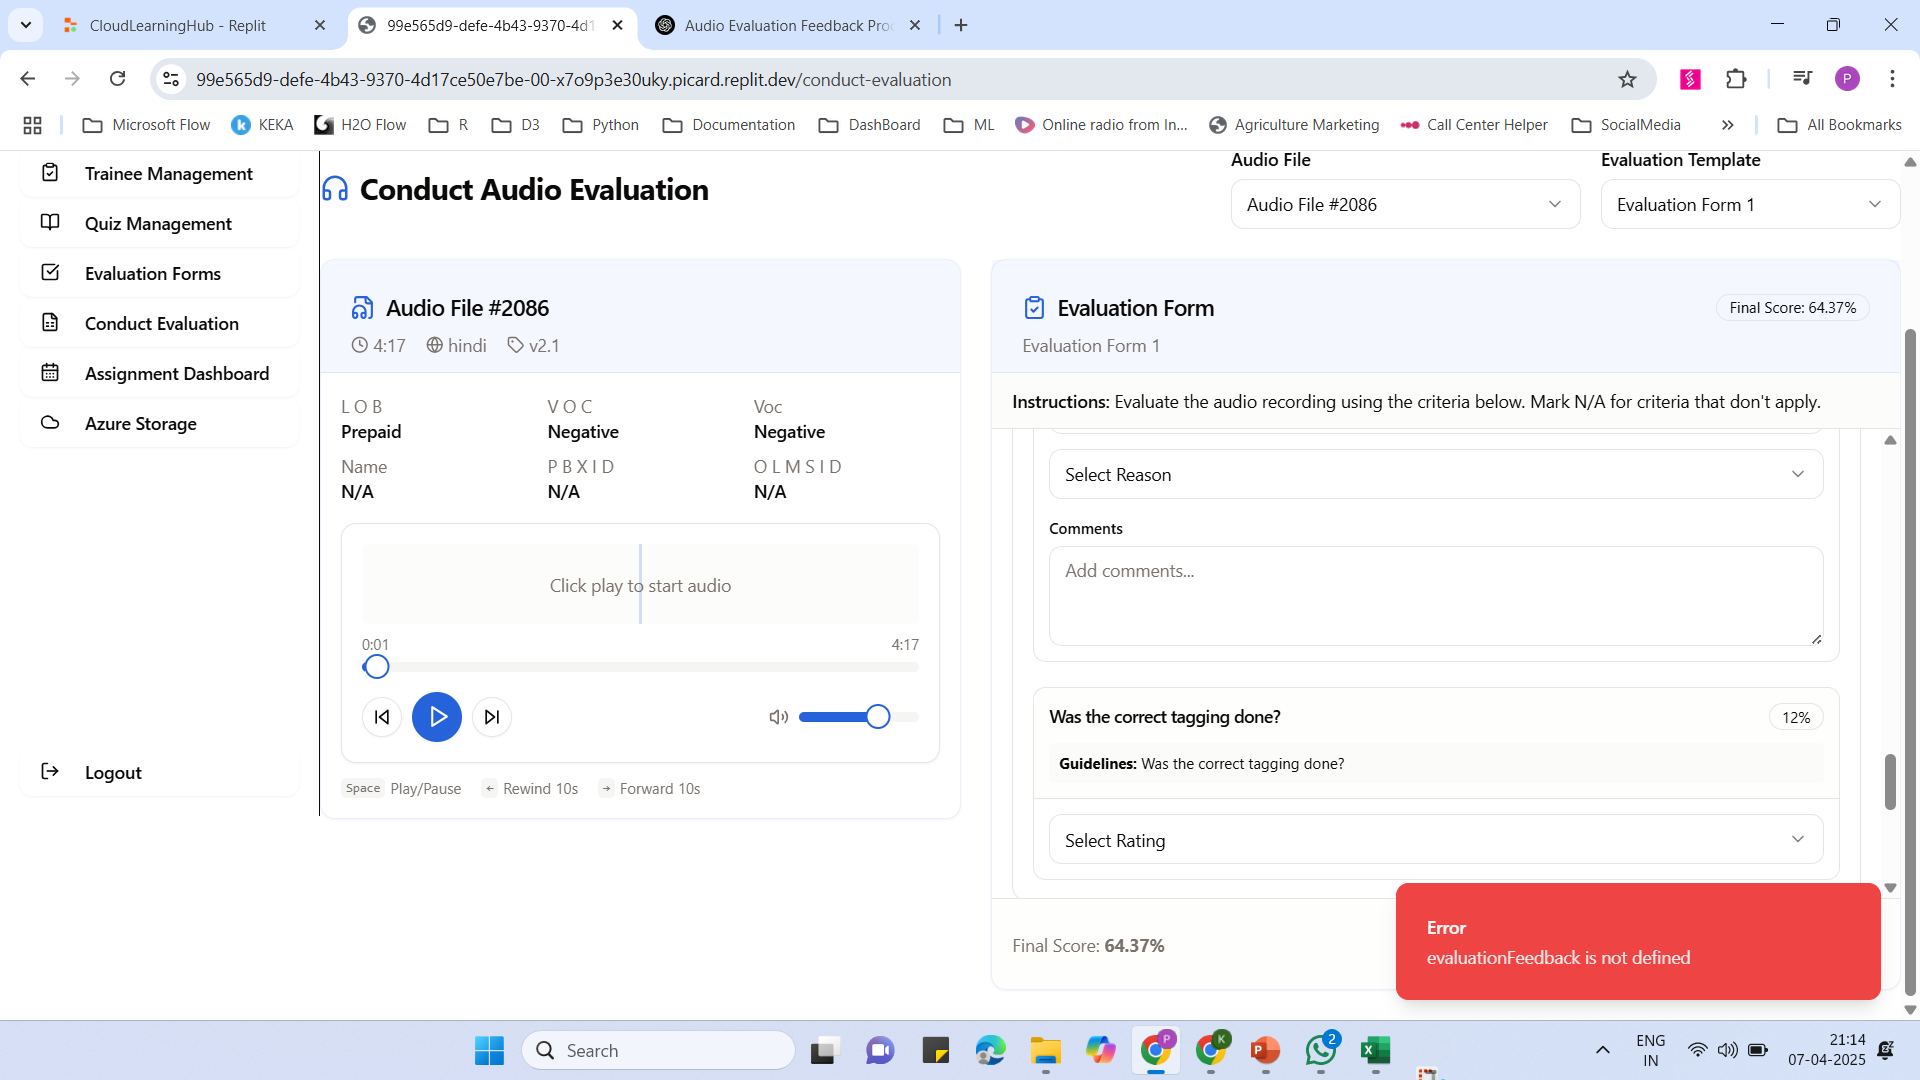 CloudLearningHub - Replit
99e565d9-defe-4b43-9370-4d1
Audio Evaluation Feedback Pro
99e565d9-defe-4b43-9370-4d17ce50e7be-00-x7o9p3e30uky.picard.replit.dev/conduct-evaluation
P
Microsoft Flow
KEKA
H2O Flow
R
D3
Python
Documentation
DashBoard
ML
Online radio from In...
Agriculture Marketing
Call Center Helper
SocialMedia
All Bookmarks
Trainee Management
Quiz Management
Evaluation Forms
Conduct Evaluation
Assignment Dashboard
Azure Storage
Logout
Conduct Audio Evaluation
Audio File
Audio File #2086
Evaluation Template
Evaluation Form 1
Audio File #2086
4:17 hindi v2.1
L O B
Prepaid
V O C
Negative
Voc
Negative
Name
N/A
P B X I D
N/A
O L M S I D
N/A
Click play to start audio
0:01
4:17
Space Play/Pause
← Rewind 10s
→ Forward 10s
Evaluation Form
Evaluation Form 1
Final Score: 64.37%
Instructions: Evaluate the audio recording using the criteria below. Mark N/A for criteria that don't apply.
Select Reason
Comments
Add comments...
Was the correct tagging done?
12%
Guidelines: Was the correct tagging done?
Select Rating
Final Score: 64.37%
Error
evaluationFeedback is not defined
Search
P
K
2
ENG
IN
21:14
07-04-2025